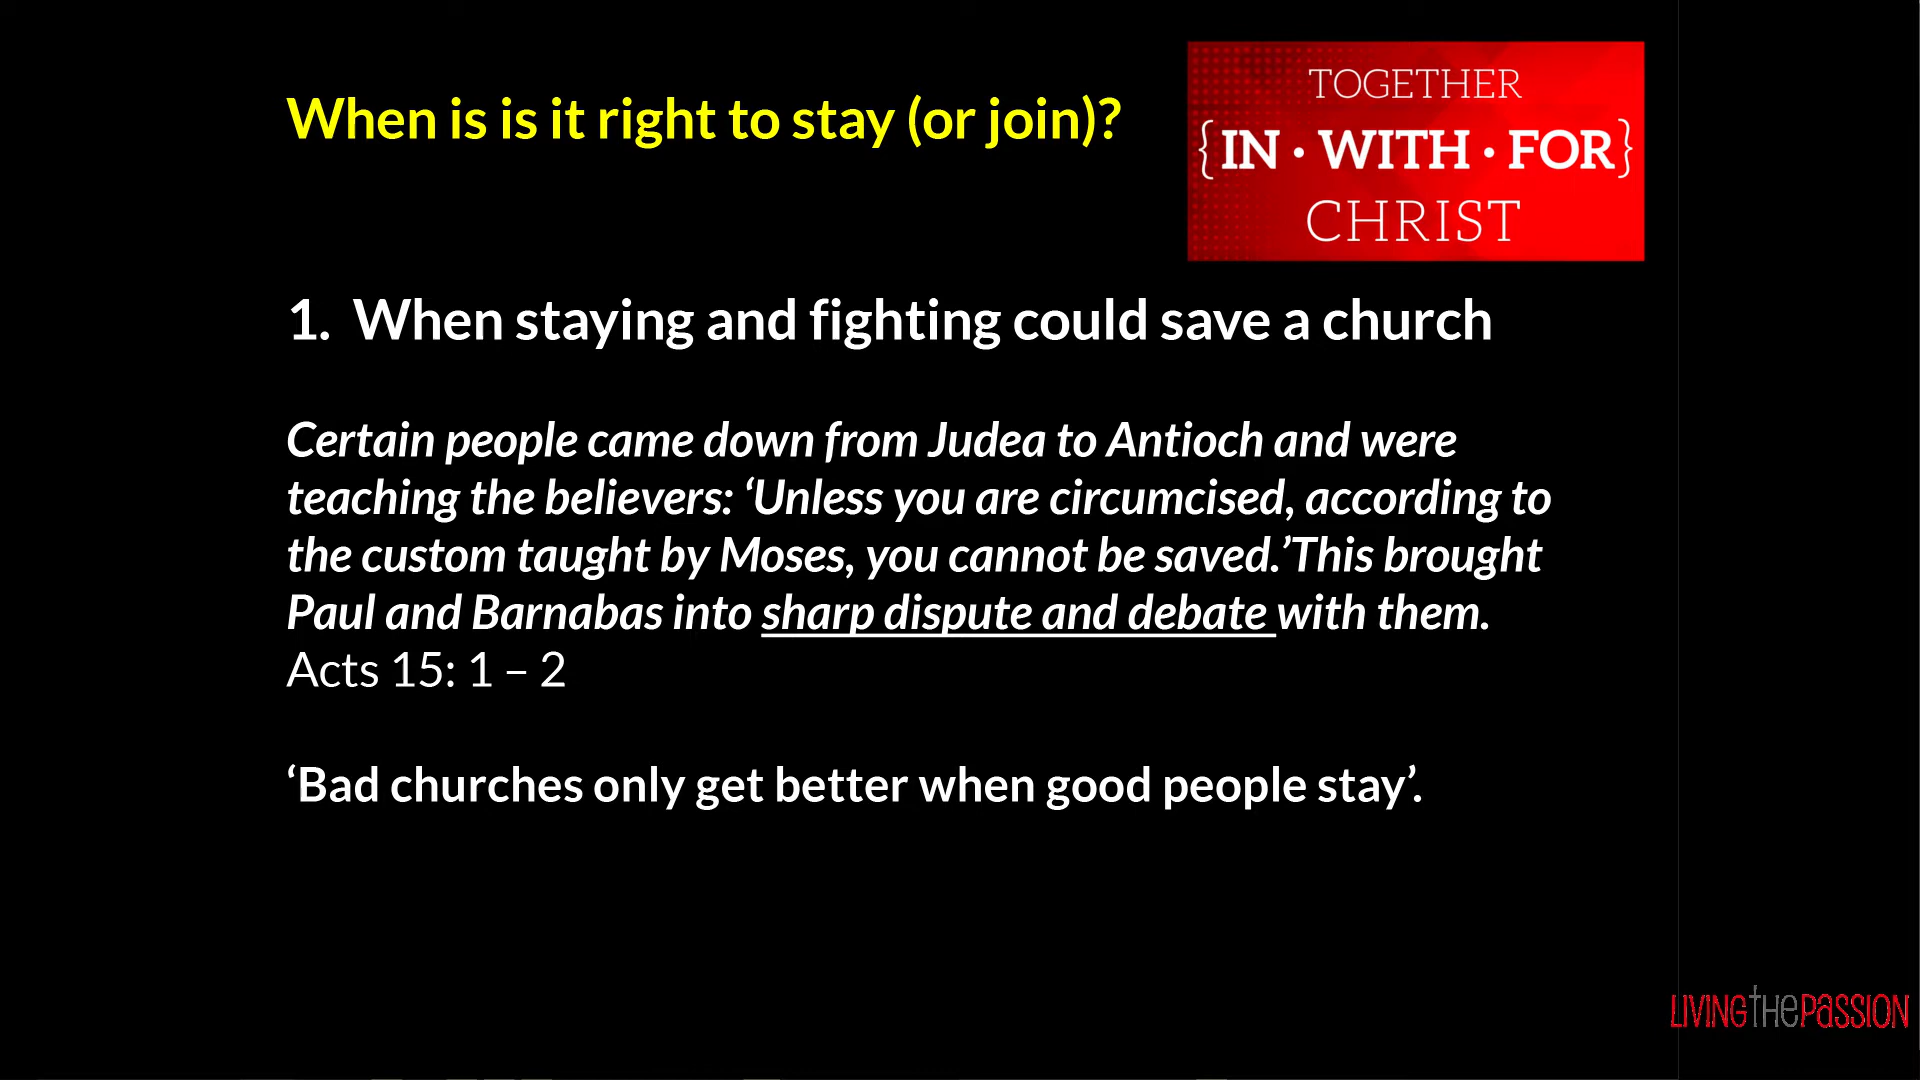 When is is it right to stay (or join)?
TOGETHER
{IN · WITH · FOR}
CHRIST
1. When staying and fighting could save a church
Certain people came down from Judea to Antioch and were
teaching the believers: ‘Unless you are circumcised, according to
the custom taught by Moses, you cannot be saved.’This brought
Paul and Barnabas into sharp dispute and debate with them.
Acts 15: 1 – 2
‘Bad churches only get better when good people stay’.
LIVINGthePASSION